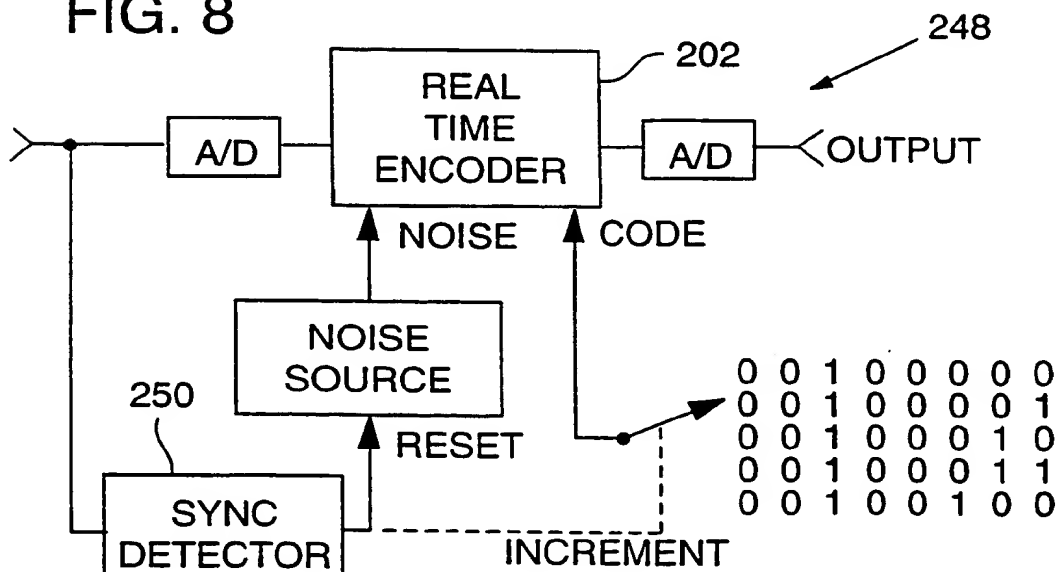 FIG. 8
248
202
REAL
TIME
ENCODER
A/D
A/D
OUTPUT
NOISE
CODE
NOISE
SOURCE
250
RESET
SYNC
DETECTOR
INCREMENT
0 0 1 0 0 0 0 0
0 0 1 0 0 0 0 1
0 0 1 0 0 0 1 0
0 0 1 0 0 0 1 1
0 0 1 0 0 1 0 0